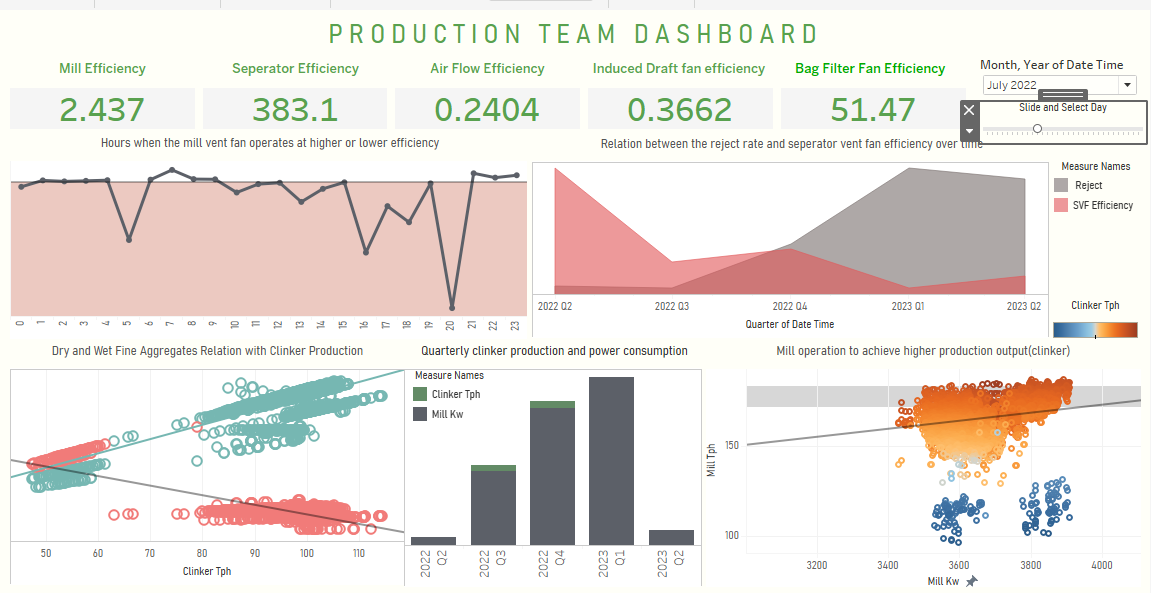 PRODUCTION TEAM DASHBOARD
Mill Efficiency
Seperator Efficiency
Air Flow Efficiency
Induced Draft fan efficiency
Bag Filter Fan Efficiency
Month, Year of Date Time
2.437
383.1
0.2404
0.3662
51.47
July 2022
Slide and Select Day
Hours when the mill vent fan operates at higher or lower efficiency
Relation between the reject rate and seperator vent fan efficiency over time
Measure Names
Reject
SVF Efficiency
0 1 2 3 4 5 6 7 8 9 10 11 12 13 14 15 16 17 18 19 20 21 22 23
2022 Q2 2022 Q3 2022 Q4 2023 Q1 2023 Q2
Quarter of Date Time
Clinker Tph
Dry and Wet Fine Aggregates Relation with Clinker Production
Quarterly clinker production and power consumption
Mill operation to achieve higher production output(clinker)
50 60 70 80 90 100 110
Clinker Tph
Measure Names
Clinker Tph
Mill Kw
2022 Q2
2022 Q3
2022 Q4
2023 Q1
2023 Q2
Mill Tph
150
100
3200 3400 3600 3800 4000
Mill Kw